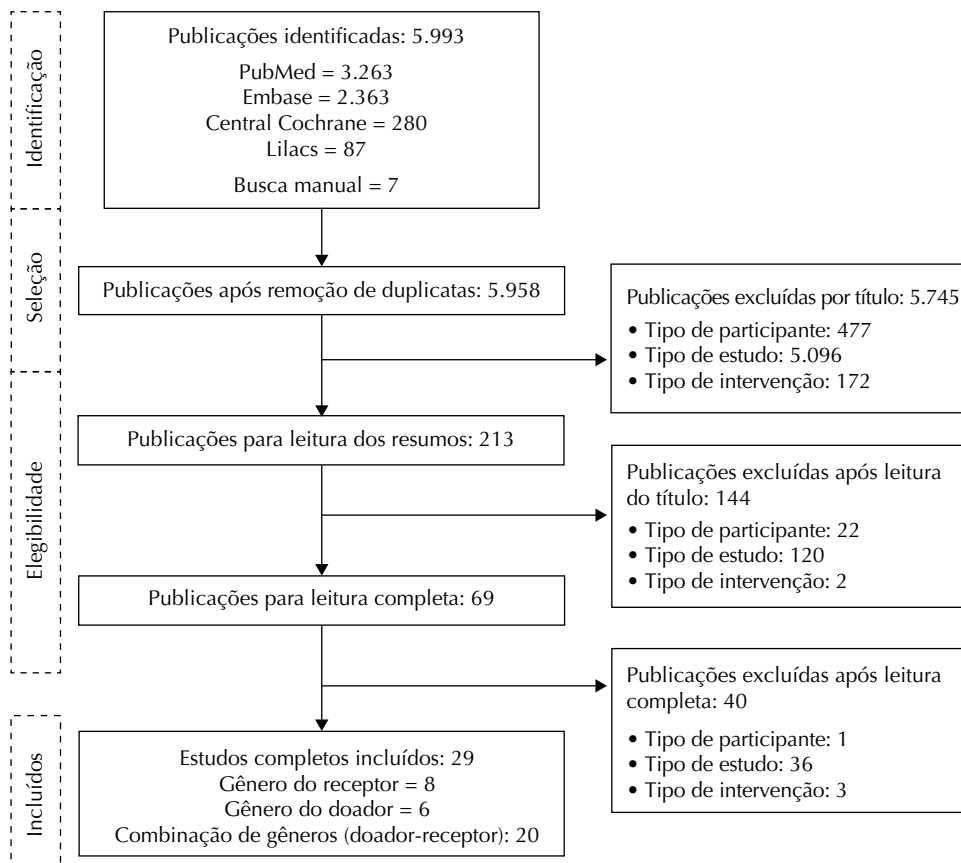 Identificação
Publicações identificadas: 5.993
PubMed = 3.263
Embase = 2.363
Central Cochrane = 280
Lilacs = 87
Busca manual = 7
Seleção
Publicações após remoção de duplicatas: 5.958
Publicações excluídas por título: 5.745
• Tipo de participante: 477
• Tipo de estudo: 5.096
• Tipo de intervenção: 172
Elegibilidade
Publicações para leitura dos resumos: 213
Publicações excluídas após leitura
do título: 144
• Tipo de participante: 22
• Tipo de estudo: 120
• Tipo de intervenção: 2
Publicações para leitura completa: 69
Publicações excluídas após leitura
completa: 40
• Tipo de participante: 1
• Tipo de estudo: 36
• Tipo de intervenção: 3
Incluídos
Estudos completos incluídos: 29
Gênero do receptor = 8
Gênero do doador = 6
Combinação de gêneros (doador-receptor): 20